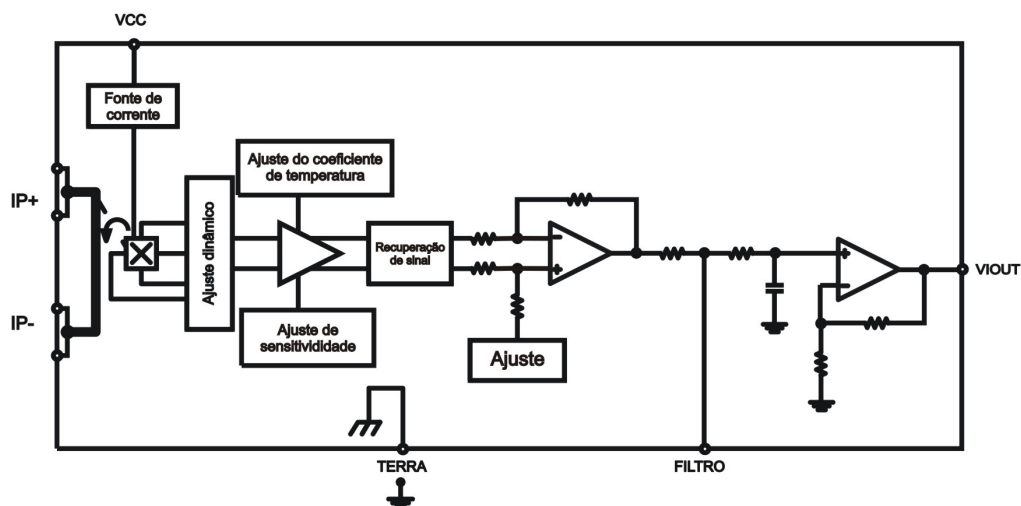 VCC
Fonte de
corrente
IP+
IP-
Ajuste dinâmico
Ajuste do coeficiente
de temperatura
Ajuste de
sensitivididade
Recuperação
de sinal
Ajuste
TERRA
FILTRO
VIOUT